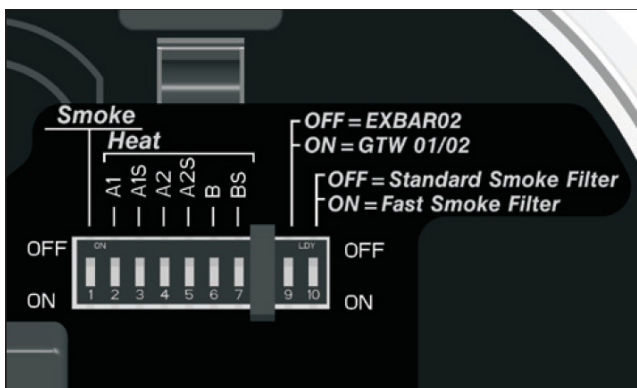 Smoke
Heat
A1
A1S
A2
A2S
B
BS
OFF = EXBAR02
ON = GTW 01/02
OFF = Standard Smoke Filter
ON = Fast Smoke Filter
OFF
ON
LDY
OFF
1 2 3 4 5 6 7 9 10
ON
ON